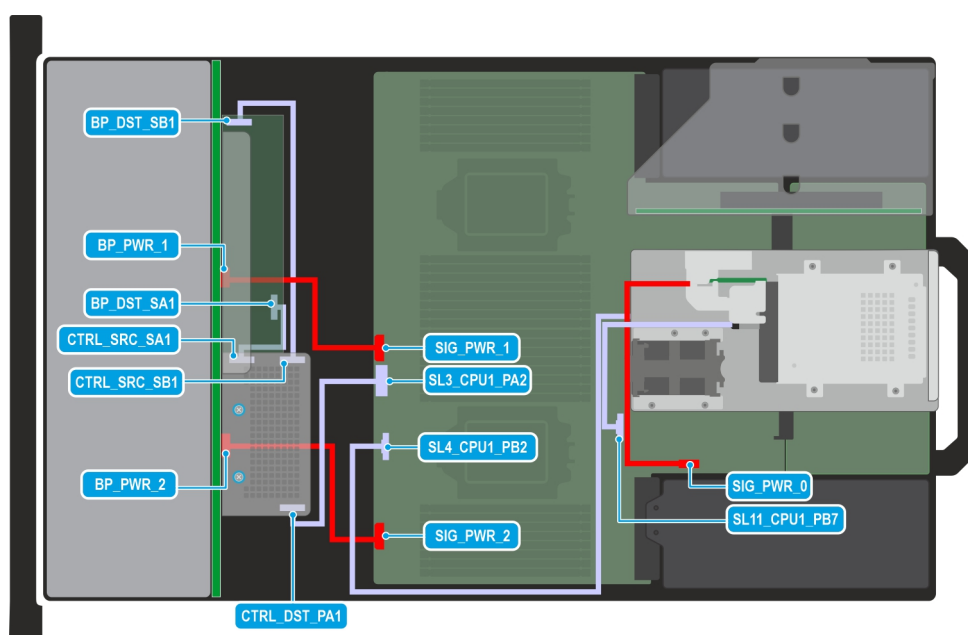 BP_DST_SB1
BP_PWR_1
BP_DST_SA1
CTRL_SRC_SA1
CTRL_SRC_SB1
BP_PWR_2
CTRL_DST_PA1
SIG_PWR_1
SL3_CPU1_PA2
SL4_CPU1_PB2
SIG_PWR_2
SIG_PWR_0
SL11_CPU1_PB7